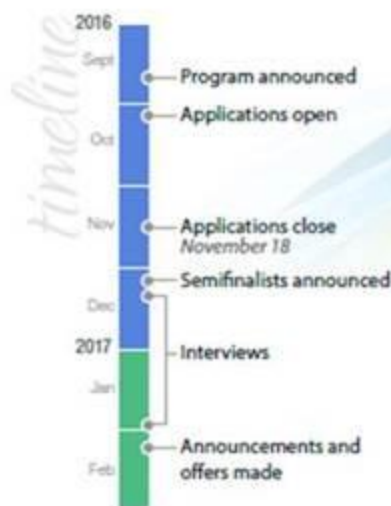 timeline
2016
Sept
Program announced
Applications open
Oct
Nov
Applications close
November 18
Semifinalists announced
Dec
2017
Interviews
Jan
Announcements and
offers made
Feb